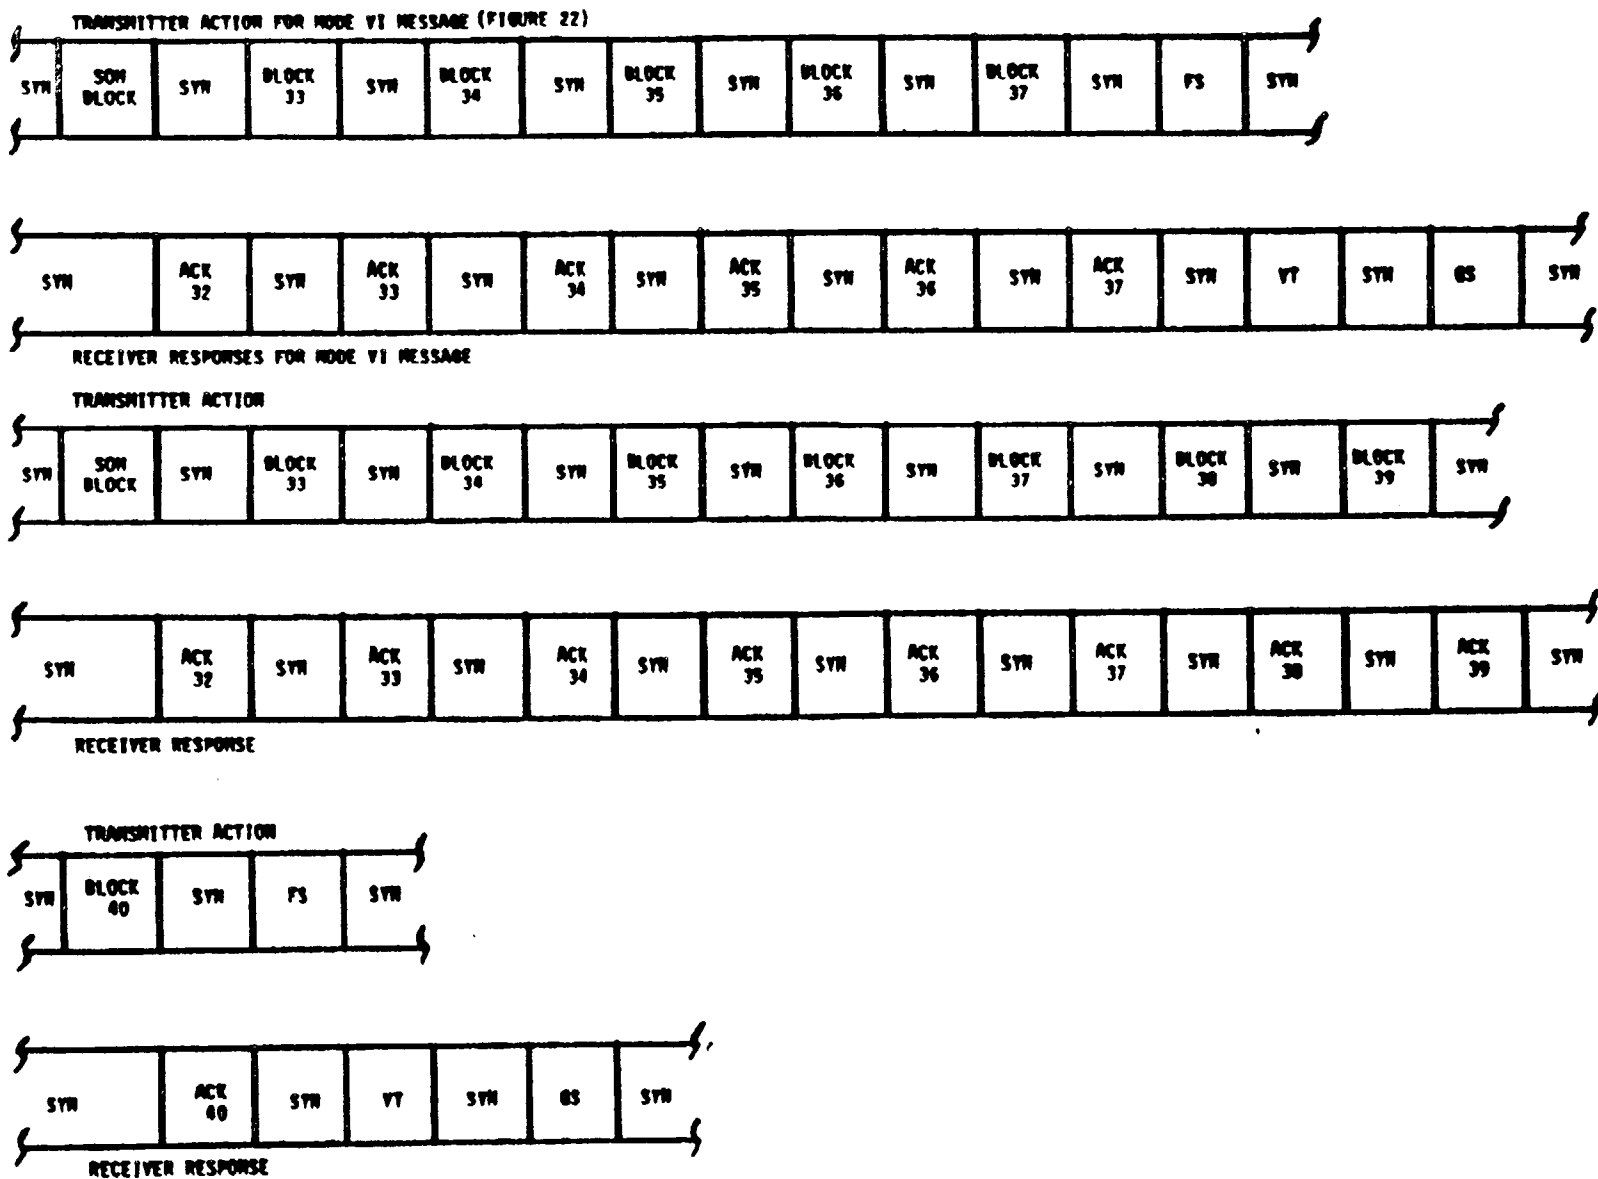 TRANSMITTER ACTION FOR MODE VI MESSAGE (FIGURE 22)
SYN SOM BLOCK SYN BLOCK 33 SYN BLOCK 34 SYN BLOCK 35 SYN BLOCK 36 SYN BLOCK 37 SYN FS SYN
SYN ACK 32 SYN ACK 33 SYN ACK 34 SYN ACK 35 SYN ACK 36 SYN ACK 37 SYN VT SYN GS SYN
RECEIVER RESPONSES FOR MODE VI MESSAGE
TRANSMITTER ACTION
SYN SOM BLOCK SYN BLOCK 33 SYN BLOCK 34 SYN BLOCK 35 SYN BLOCK 36 SYN BLOCK 37 SYN BLOCK 38 SYN BLOCK 39 SYN
SYN ACK 32 SYN ACK 33 SYN ACK 34 SYN ACK 35 SYN ACK 36 SYN ACK 37 SYN ACK 38 SYN ACK 39 SYN
RECEIVER RESPONSE
TRANSMITTER ACTION
SYN BLOCK 40 SYN FS SYN
SYN ACK 40 SYN VT SYN GS SYN
RECEIVER RESPONSE